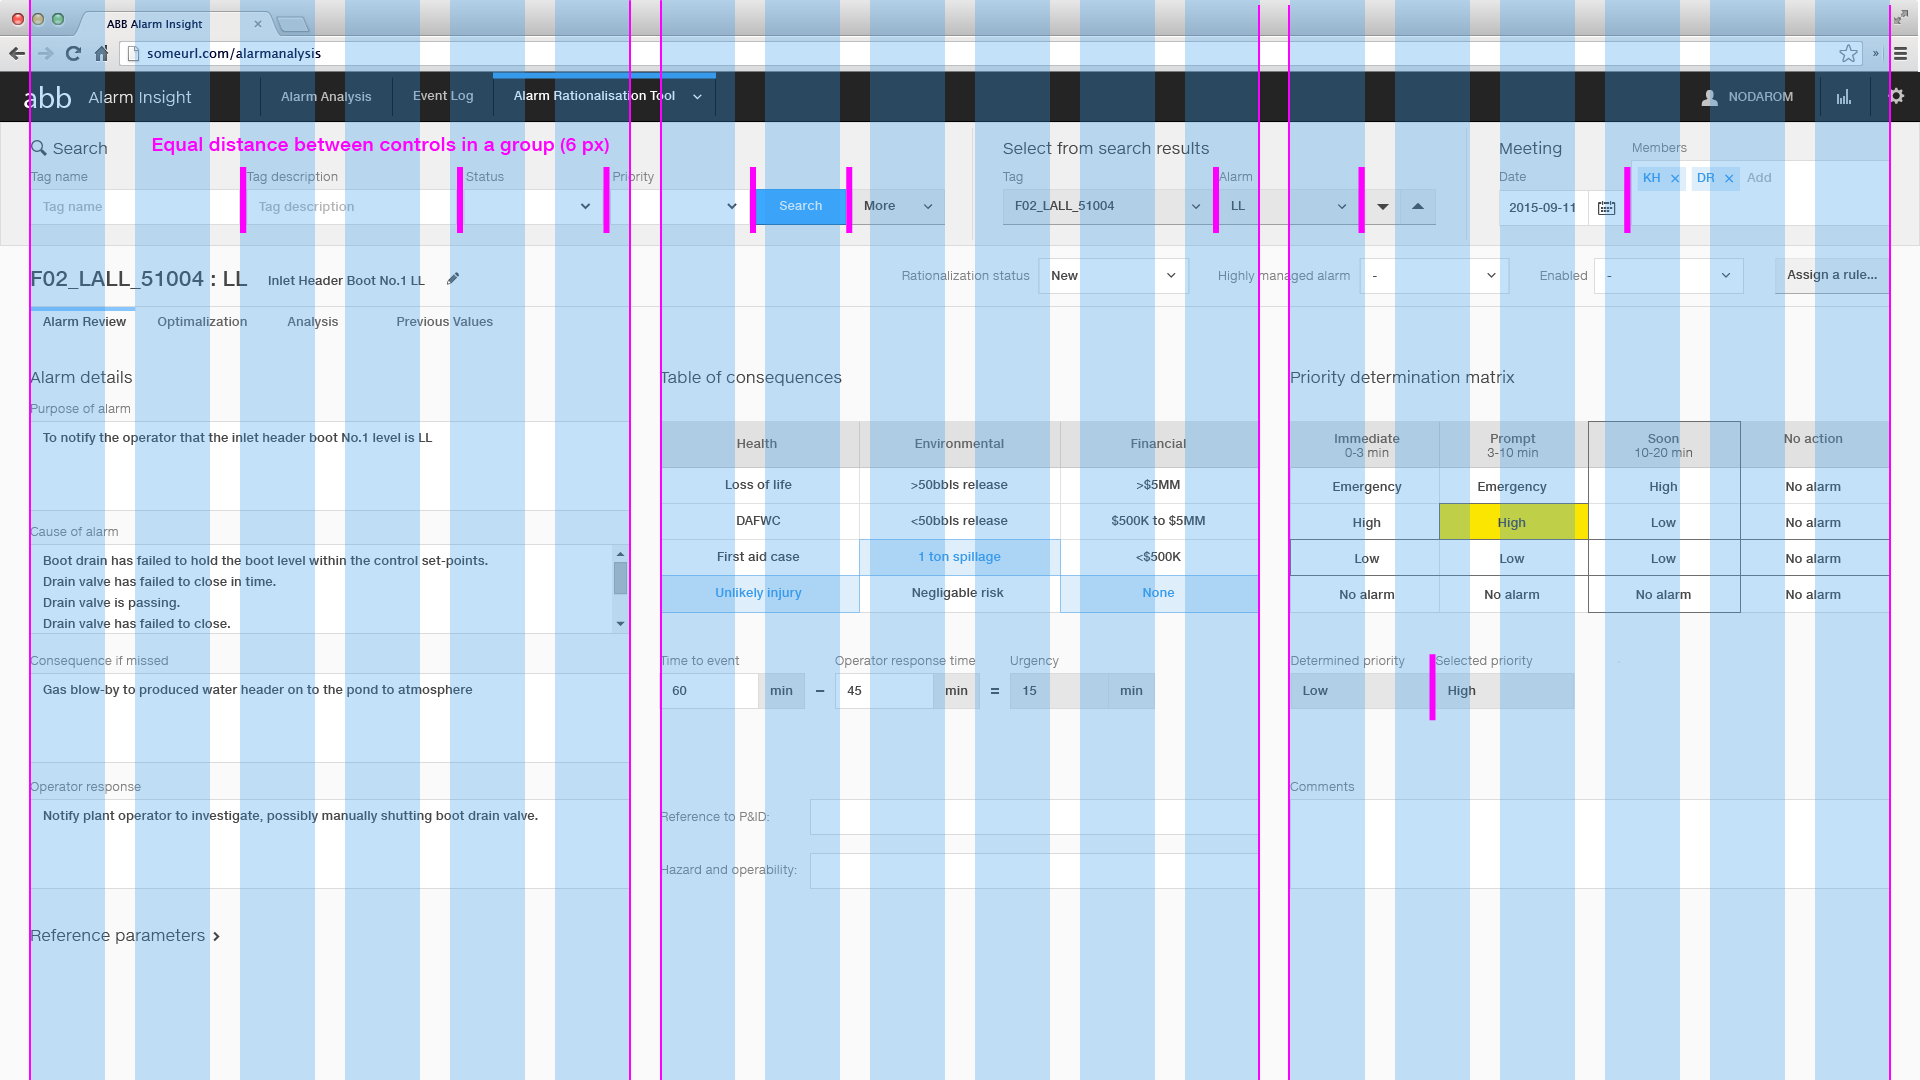 ABB Alarm Insight
someurl.com/alarmanalysis
abb Alarm Insight Alarm Analysis Event Log Alarm Rationalisation Tool NODAROM
Search Equal distance between controls in a group (6 px) Select from search results Meeting Members
Tag name Tag description Status Priority Tag Alarm Date KH DR Add
Tag name Tag description Search More F02_LALL_51004 LL 2015-09-11
F02_LALL_51004 : LL Inlet Header Boot No.1 LL Rationalization status New Highly managed alarm - Enabled - Assign a rule...
Alarm Review Optimalization Analysis Previous Values
Alarm details
Purpose of alarm
To notify the operator that the inlet header boot No.1 level is LL
Cause of alarm
Boot drain has failed to hold the boot level within the control set-points.
Drain valve has failed to close in time.
Drain valve is passing.
Drain valve has failed to close.
Consequence if missed
Gas blow-by to produced water header on to the pond to atmosphere
Operator response
Notify plant operator to investigate, possibly manually shutting boot drain valve.
Reference parameters
Table of consequences
Health Environmental Financial
Loss of life >50bbls release >$5MM
DAFWC <50bbls release $500K to $5MM
First aid case 1 ton spillage <$500K
Unlikely injury Negligable risk None
Time to event Operator response time Urgency
60 min – 45 min = 15 min
Reference to P&ID:
Hazard and operability:
Priority determination matrix
Immediate Prompt Soon No action
0-3 min 3-10 min 10-20 min
Emergency Emergency High No alarm
High High Low No alarm
Low Low Low No alarm
No alarm No alarm No alarm No alarm
Determined priority Selected priority
Low High
Comments